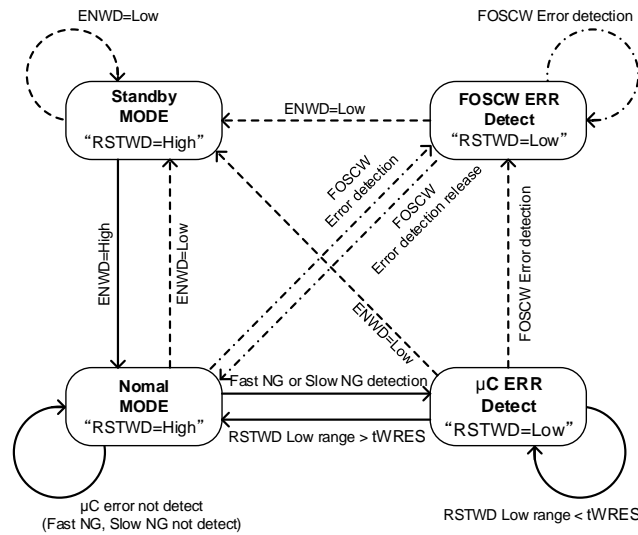 ENWD=Low
FOSCW Error detection
Standby
MODE
"RSTWD=High"
ENWD=Low
FOSCW ERR
Detect
"RSTWD=Low"
FOSCW
Error detection
FOSCW
Error detection release
ENWD=High
ENWD=Low
FOSCW Error detection
ENWD=Low
Nomal
MODE
"RSTWD=High"
Fast NG or Slow NG detection
RSTWD Low range > tWRES
µC ERR
Detect
"RSTWD=Low"
µC error not detect
(Fast NG, Slow NG not detect)
RSTWD Low range < tWRES